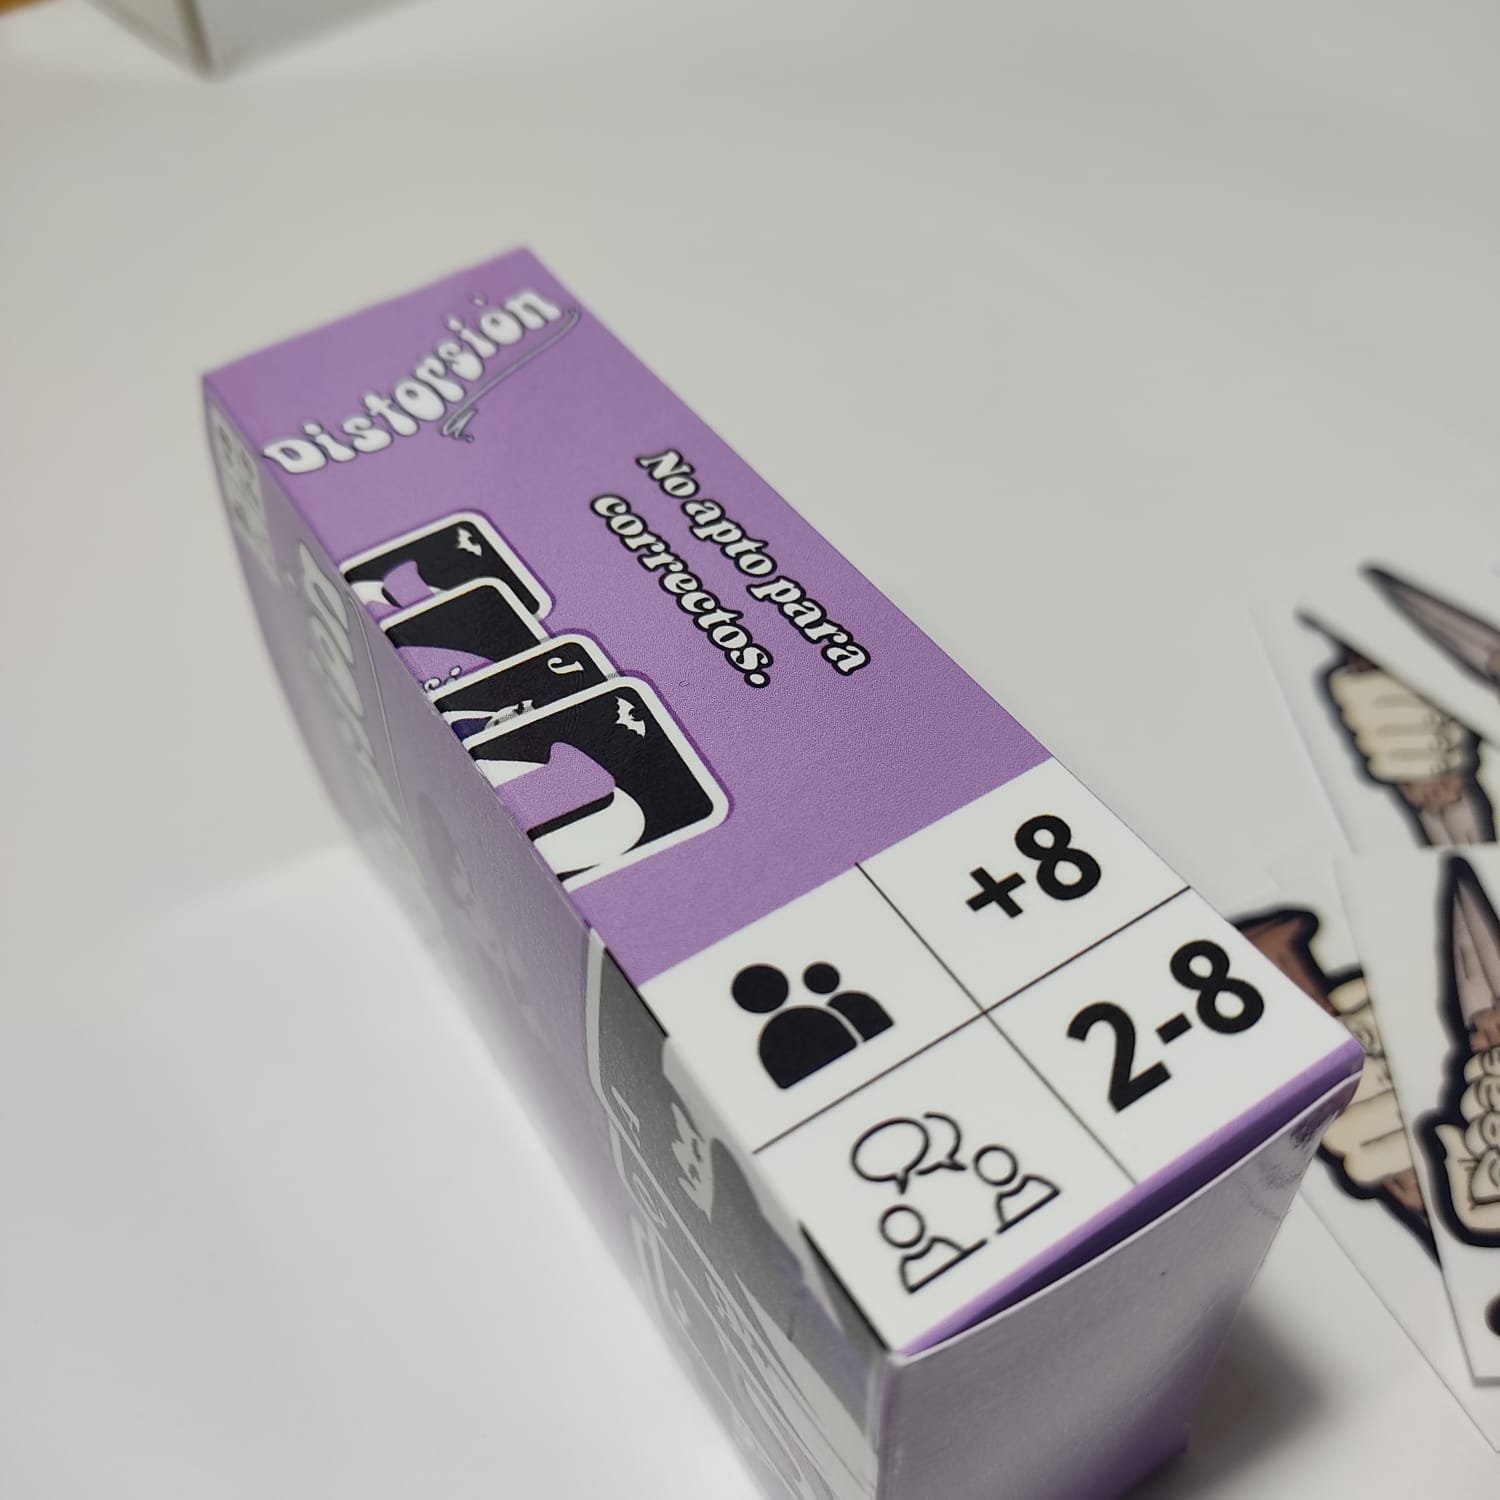 Distorsión
No apto para
correctos.
J
+8
2-8